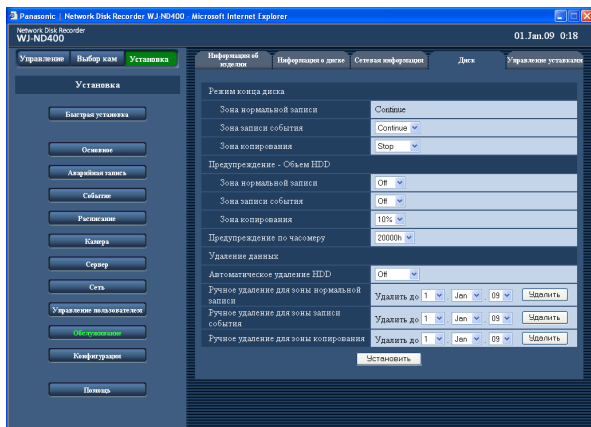 Panasonic | Network Disk Recorder WJ-ND400 - Microsoft Internet Explorer
Network Disk Recorder
WJ-ND400
01.Jan.09 0:18
Управление Выбор кам Установка
Информация об изделии Информация о диске Сетевая информация Диск Управление уставками
Установка
Быстрая установка
Основное
Аварийная запись
Событие
Расписание
Камера
Сервер
Сеть
Управление пользователем
Обслуживание
Конфигурация
Помощь
Режим конца диска
Зона нормальной записи Continue
Зона записи события Continue
Зона копирования Stop
Предупреждение - Объем HDD
Зона нормальной записи Off
Зона записи события Off
Зона копирования 10%
Предупреждение по часомеру 20000h
Удаление данных
Автоматическое удаление HDD Off
Ручное удаление для зоны нормальной записи Удалить до 1 . Jan . 09 Удалить
Ручное удаление для зоны записи события Удалить до 1 . Jan . 09 Удалить
Ручное удаление для зоны копирования Удалить до 1 . Jan . 09 Удалить
Установить